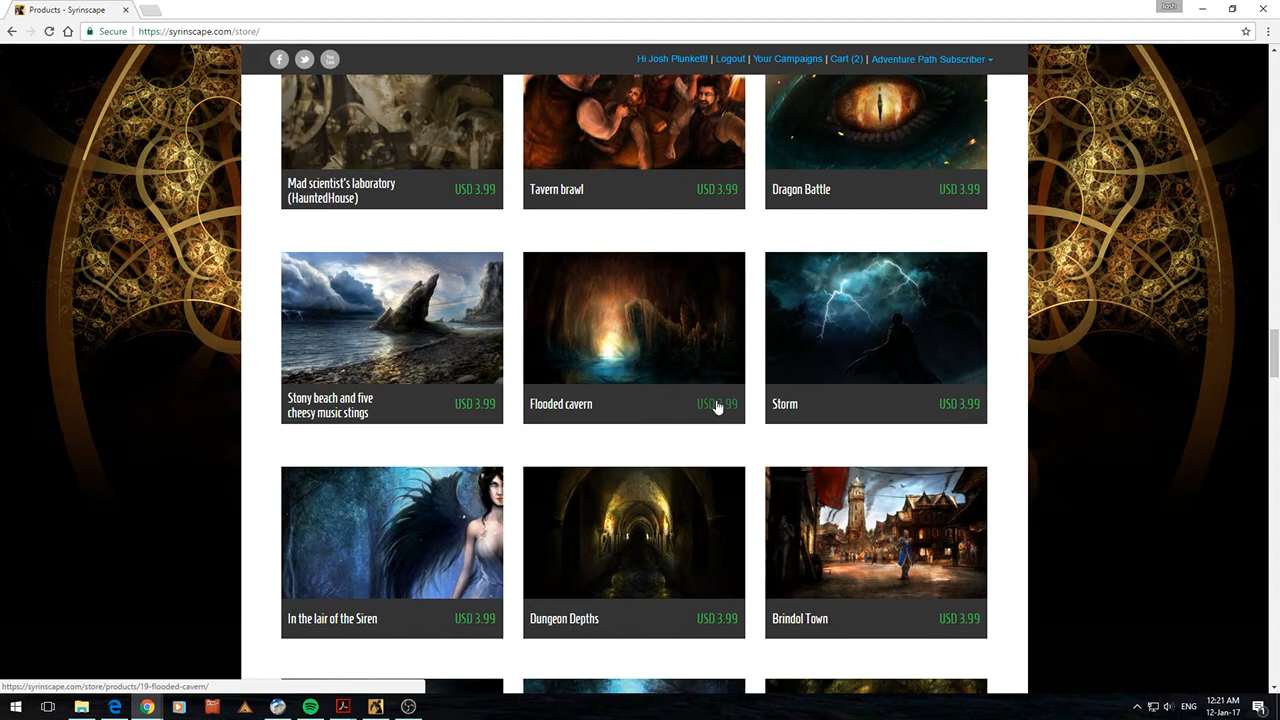 Products - Syrinscape
Josh
Secure
https://syrinscape.com/store/
Hi Josh Plunkett! | Logout | Your Campaigns | Cart (2) | Adventure Path Subscriber
Mad scientist's laboratory
(HauntedHouse)
USD 3.99
Tavern brawl
USD 3.99
Dragon Battle
USD 3.99
Stony beach and five
cheesy music stings
USD 3.99
Flooded cavern
USD 3.99
Storm
USD 3.99
In the lair of the Siren
USD 3.99
Dungeon Depths
USD 3.99
Brindol Town
USD 3.99
https://syrinscape.com/store/products/19-flooded-cavern/
ENG
12:21 AM
12-Jan-17